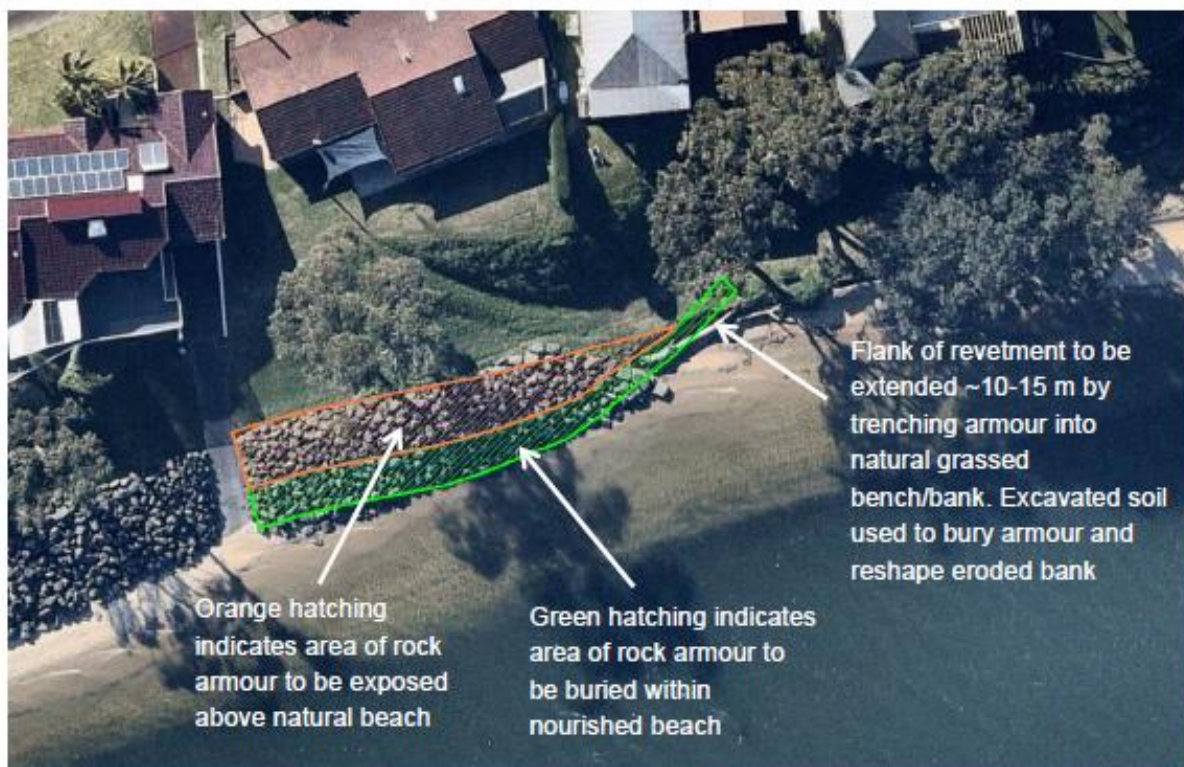 Flank of revetment to be
extended ~10-15 m by
trenching armour into
natural grassed
bench/bank. Excavated soil
used to bury armour and
reshape eroded bank
Orange hatching
indicates area of rock
armour to be exposed
above natural beach
Green hatching indicates
area of rock armour to
be buried within
nourished beach